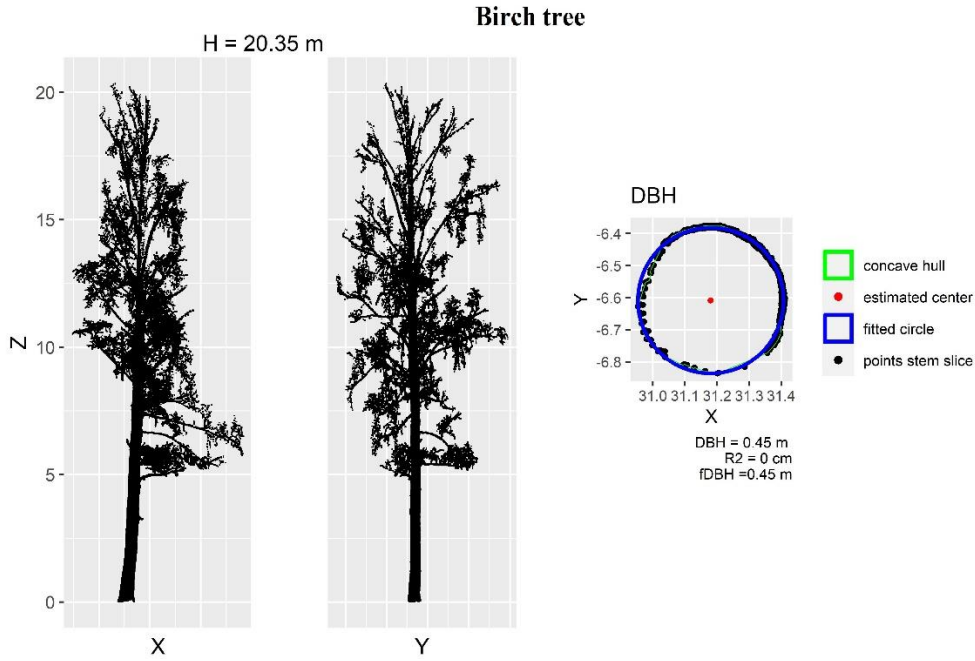 Birch tree
H = 20.35 m
20
15
10
5
0
Z
X
Y
DBH
-6.4
-6.5
-6.6
-6.7
-6.8
Y
31.0 31.1 31.2 31.3 31.4
X
DBH = 0.45 m
R2 = 0 cm
fDBH =0.45 m
concave hull
estimated center
fitted circle
points stem slice